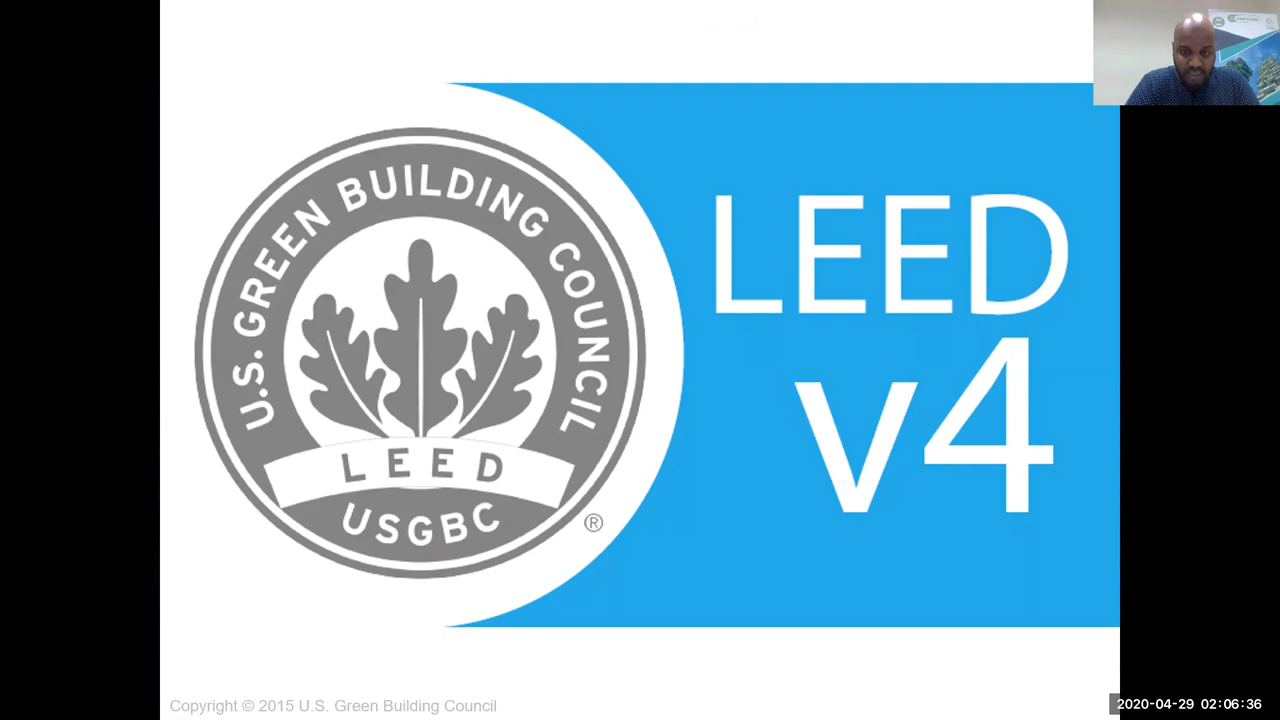 U.S. GREEN BUILDING COUNCIL
LEED
USGBC
®
LEED
v4
Copyright © 2015 U.S. Green Building Council
2020-04-29 02:06:36